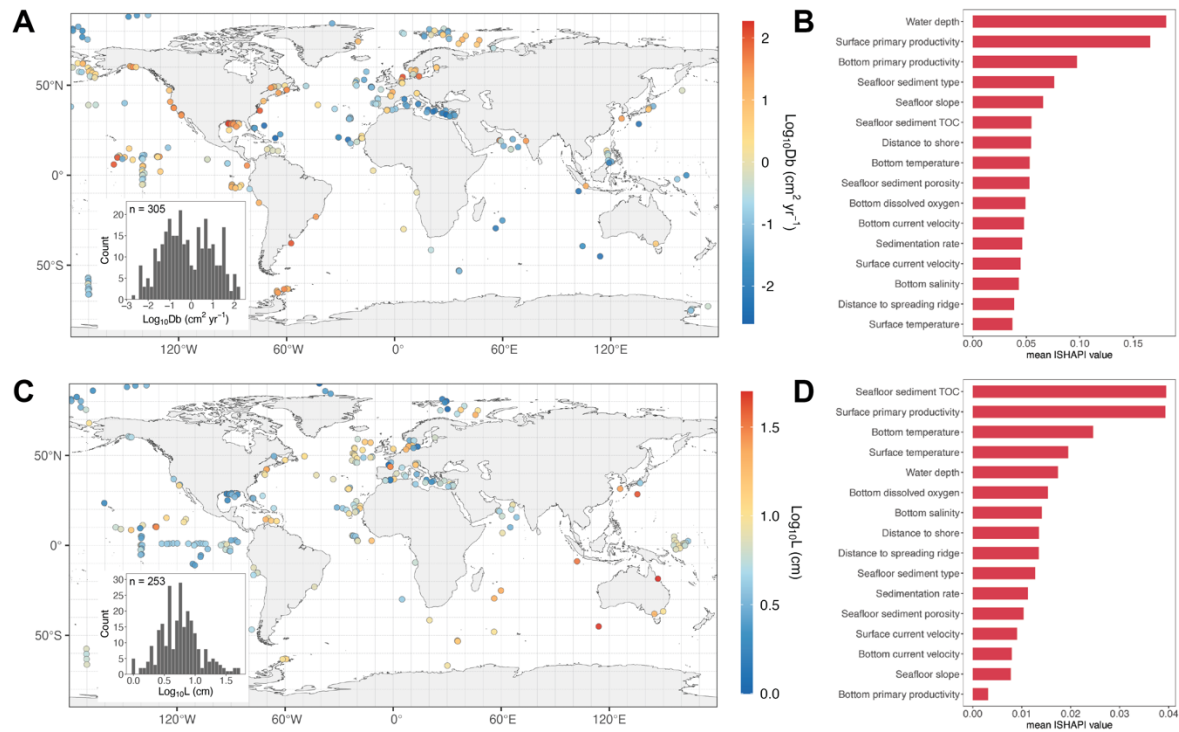 A
50°N
0°
50°S
120°W
60°W
0°
60°E
120°E
n = 305
Count
20
15
10
5
0
−3
−2
−1
0
1
2
Log10Db (cm2 yr−1)
2
1
0
-1
-2
Log10Db (cm2 yr−1)
B
Water depth
Surface primary productivity
Bottom primary productivity
Seafloor sediment type
Seafloor slope
Seafloor sediment TOC
Distance to shore
Bottom temperature
Seafloor sediment porosity
Bottom dissolved oxygen
Bottom current velocity
Sedimentation rate
Surface current velocity
Bottom salinity
Distance to spreading ridge
Surface temperature
0.00
0.05
0.10
0.15
mean |SHAP| value
C
50°N
0°
50°S
120°W
60°W
0°
60°E
120°E
n = 253
Count
30
25
20
15
10
5
0
0.0
0.5
1.0
1.5
Log10L (cm)
1.5
1.0
0.5
0.0
Log10L (cm)
D
Seafloor sediment TOC
Surface primary productivity
Bottom temperature
Surface temperature
Water depth
Bottom dissolved oxygen
Bottom salinity
Distance to shore
Distance to spreading ridge
Seafloor sediment type
Sedimentation rate
Seafloor sediment porosity
Surface current velocity
Bottom current velocity
Seafloor slope
Bottom primary productivity
0.00
0.01
0.02
0.03
0.04
mean |SHAP| value